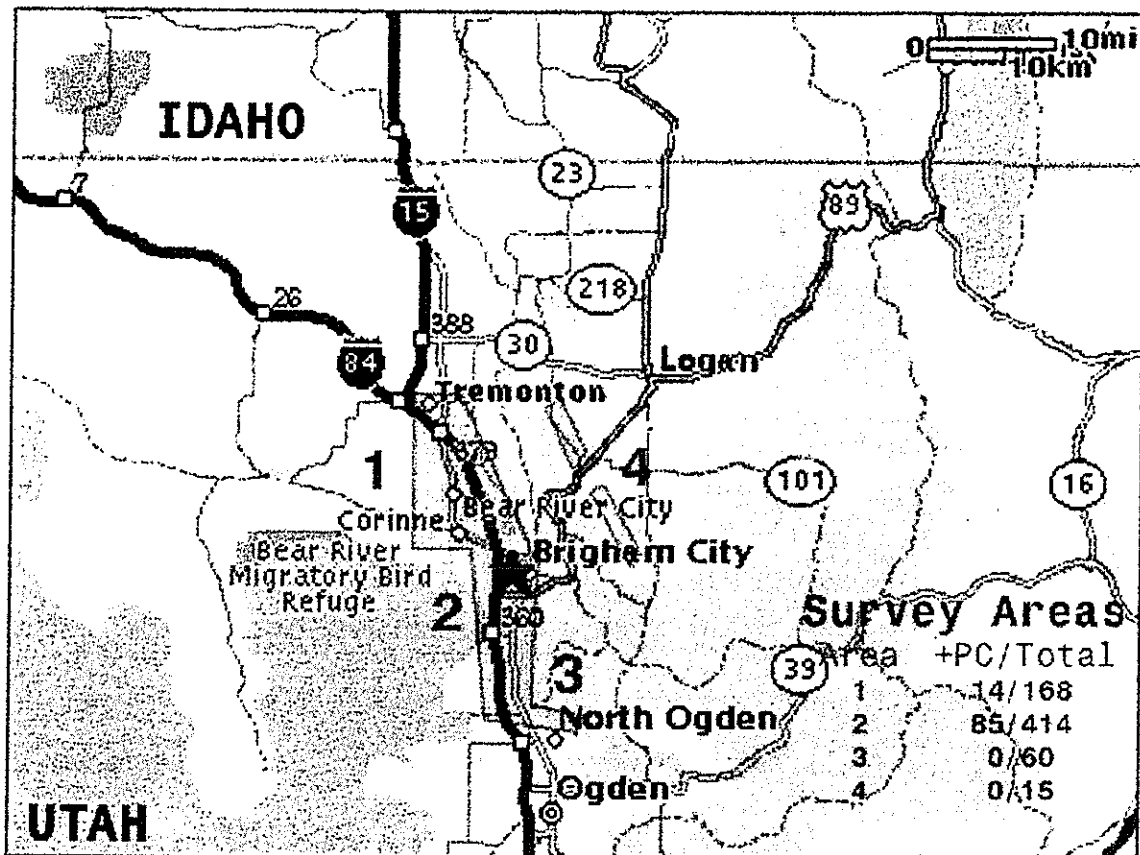 0 10mi
10km
IDAHO
7
23
15
89
218
26
388
30
84
Logan
Tremonton
379
1
4
101
16
Bear River City
Corinne
Brigham City
Bear River
Migratory Bird
Refuge
2
360
Survey Areas
39
Area +PC/Total
3
1 14/168
North Ogden
2 85/414
3 0/60
Ogden
4 0/15
UTAH